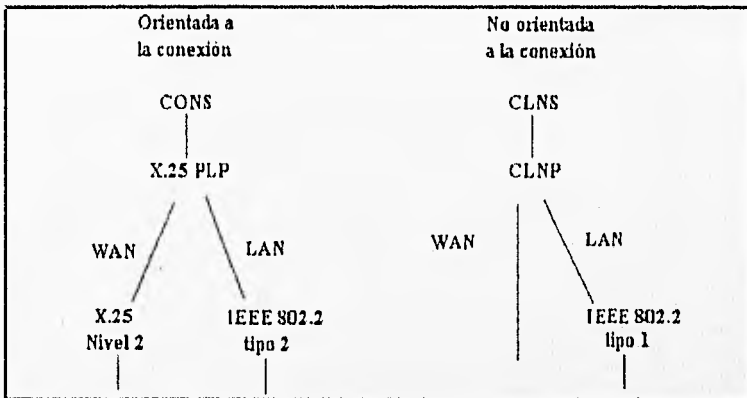 Orientada a
la conexión
No orientada
a la conexión
CONS
CLNS
X.25 PLP
CLNP
WAN
LAN
WAN
LAN
X.25
Nivel 2
IEEE 802.2
tipo 2
IEEE 802.2
tipo 1